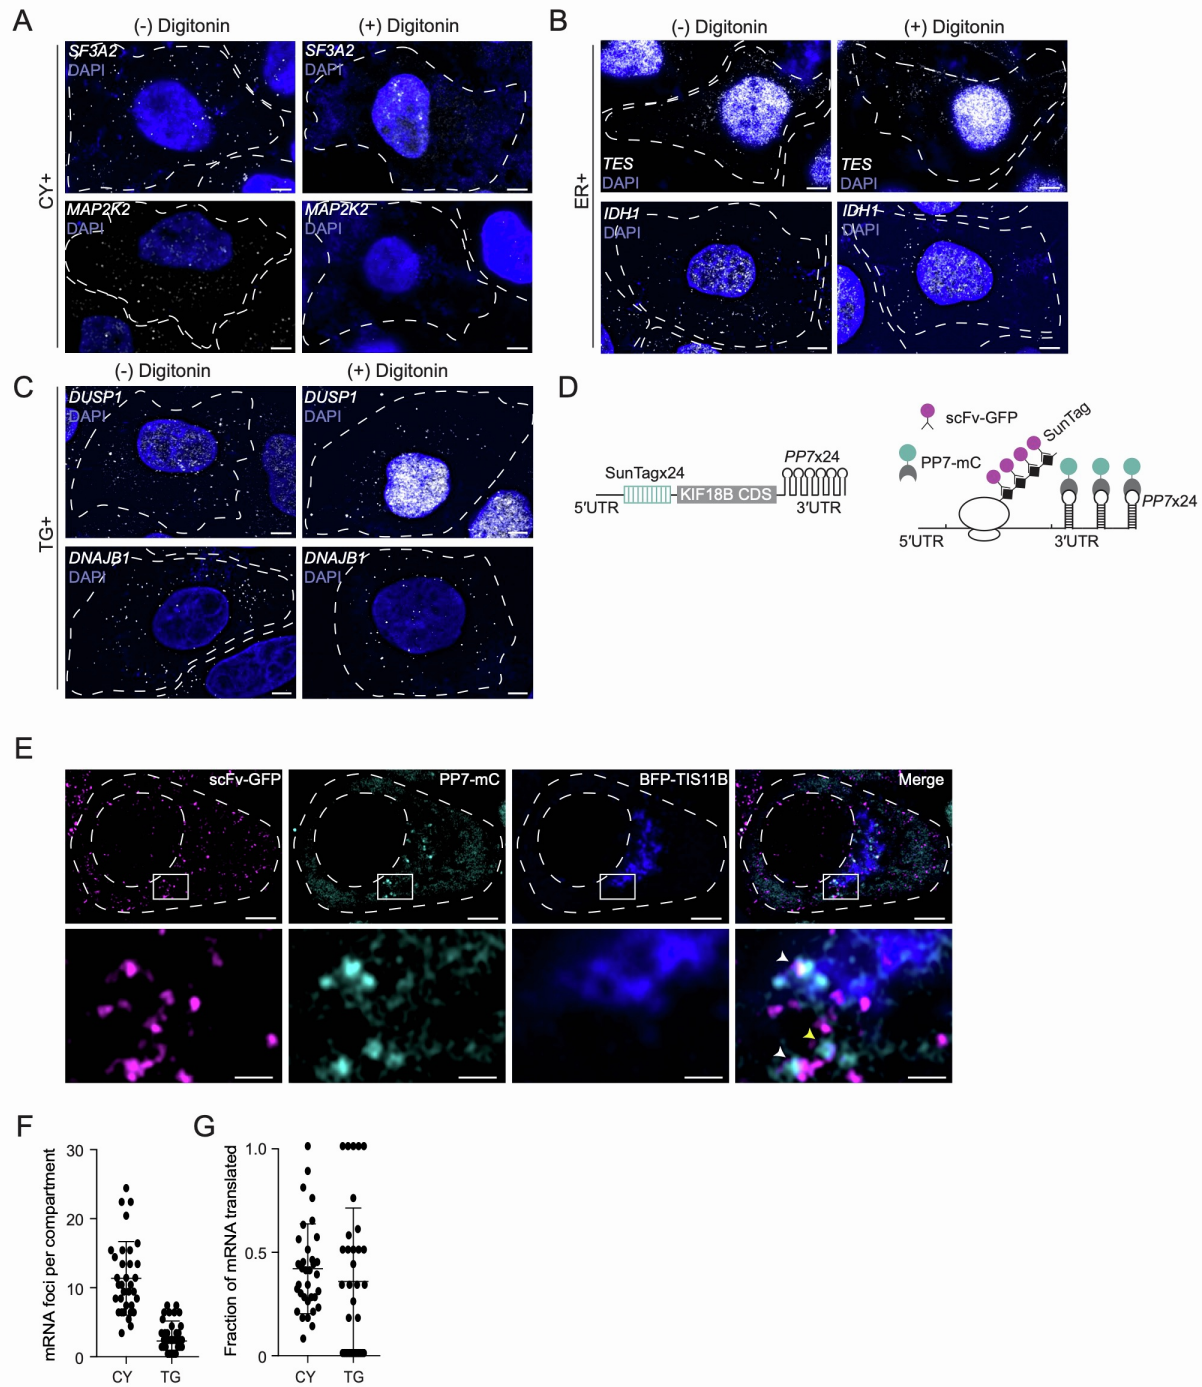 A
(-) Digitonin
(+) Digitonin
CY+
SF3A2
DAPI
SF3A2
DAPI
MAP2K2
DAPI
MAP2K2
DAPI
B
(-) Digitonin
(+) Digitonin
ER+
TES
DAPI
TES
DAPI
IDH1
DAPI
IDH1
DAPI
C
(-) Digitonin
(+) Digitonin
TG+
DUSP1
DAPI
DUSP1
DAPI
DNAJB1
DAPI
DNAJB1
DAPI
D
SunTagx24
PP7x24
KIF18B CDS
5′UTR
3′UTR
scFv-GFP
SunTag
PP7-mC
PP7x24
5′UTR
3′UTR
E
scFv-GFP
PP7-mC
BFP-TIS11B
Merge
F
mRNA foci per compartment
30
20
10
0
CY
TG
G
Fraction of mRNA translated
1.0
0.5
0
CY
TG